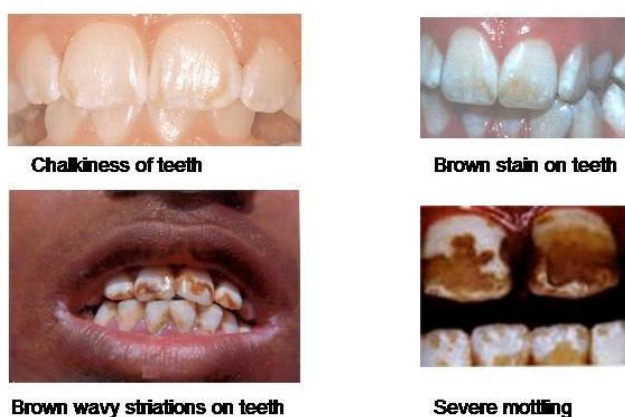 Chalkiness of teeth
Brown stain on teeth
Brown wavy striations on teeth
Severe mottling